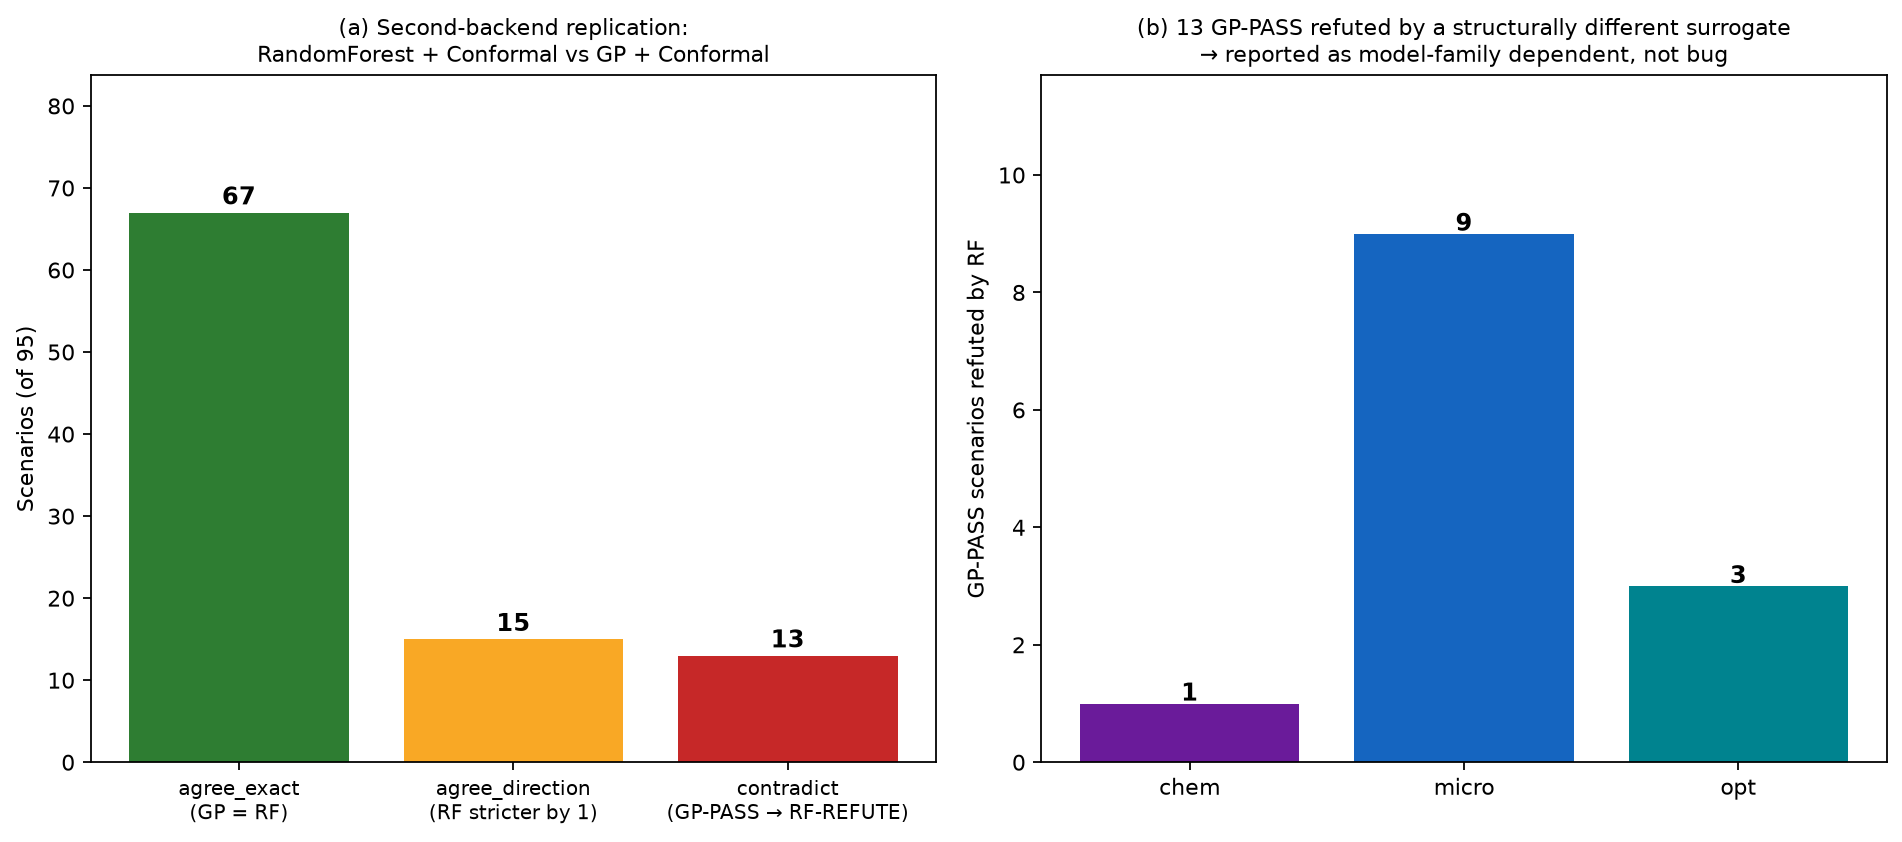 (a) Second-backend replication:
RandomForest + Conformal vs GP + Conformal
Scenarios (of 95)
80
70
60
50
40
30
20
10
0
67
15
13
agree_exact
(GP = RF)
agree_direction
(RF stricter by 1)
contradict
(GP-PASS → RF-REFUTE)
(b) 13 GP-PASS refuted by a structurally different surrogate
→ reported as model-family dependent, not bug
GP-PASS scenarios refuted by RF
10
8
6
4
2
0
1
9
3
chem
micro
opt